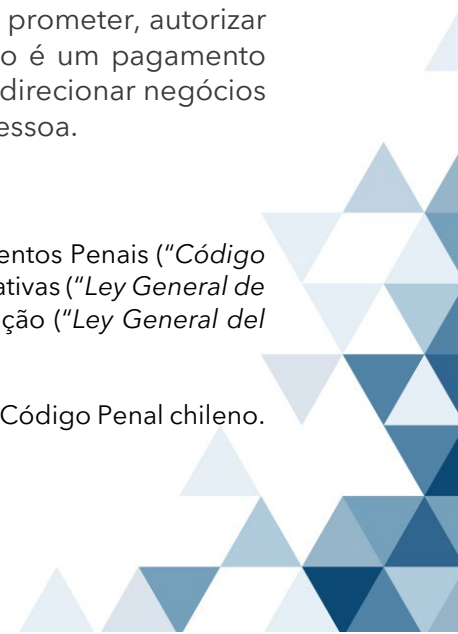 prometer, autorizar
o é um pagamento
direcionar negócios
essoa.
entos Penais (“Código
ativas (“Ley General de
ção (“Ley General del
Código Penal chileno.